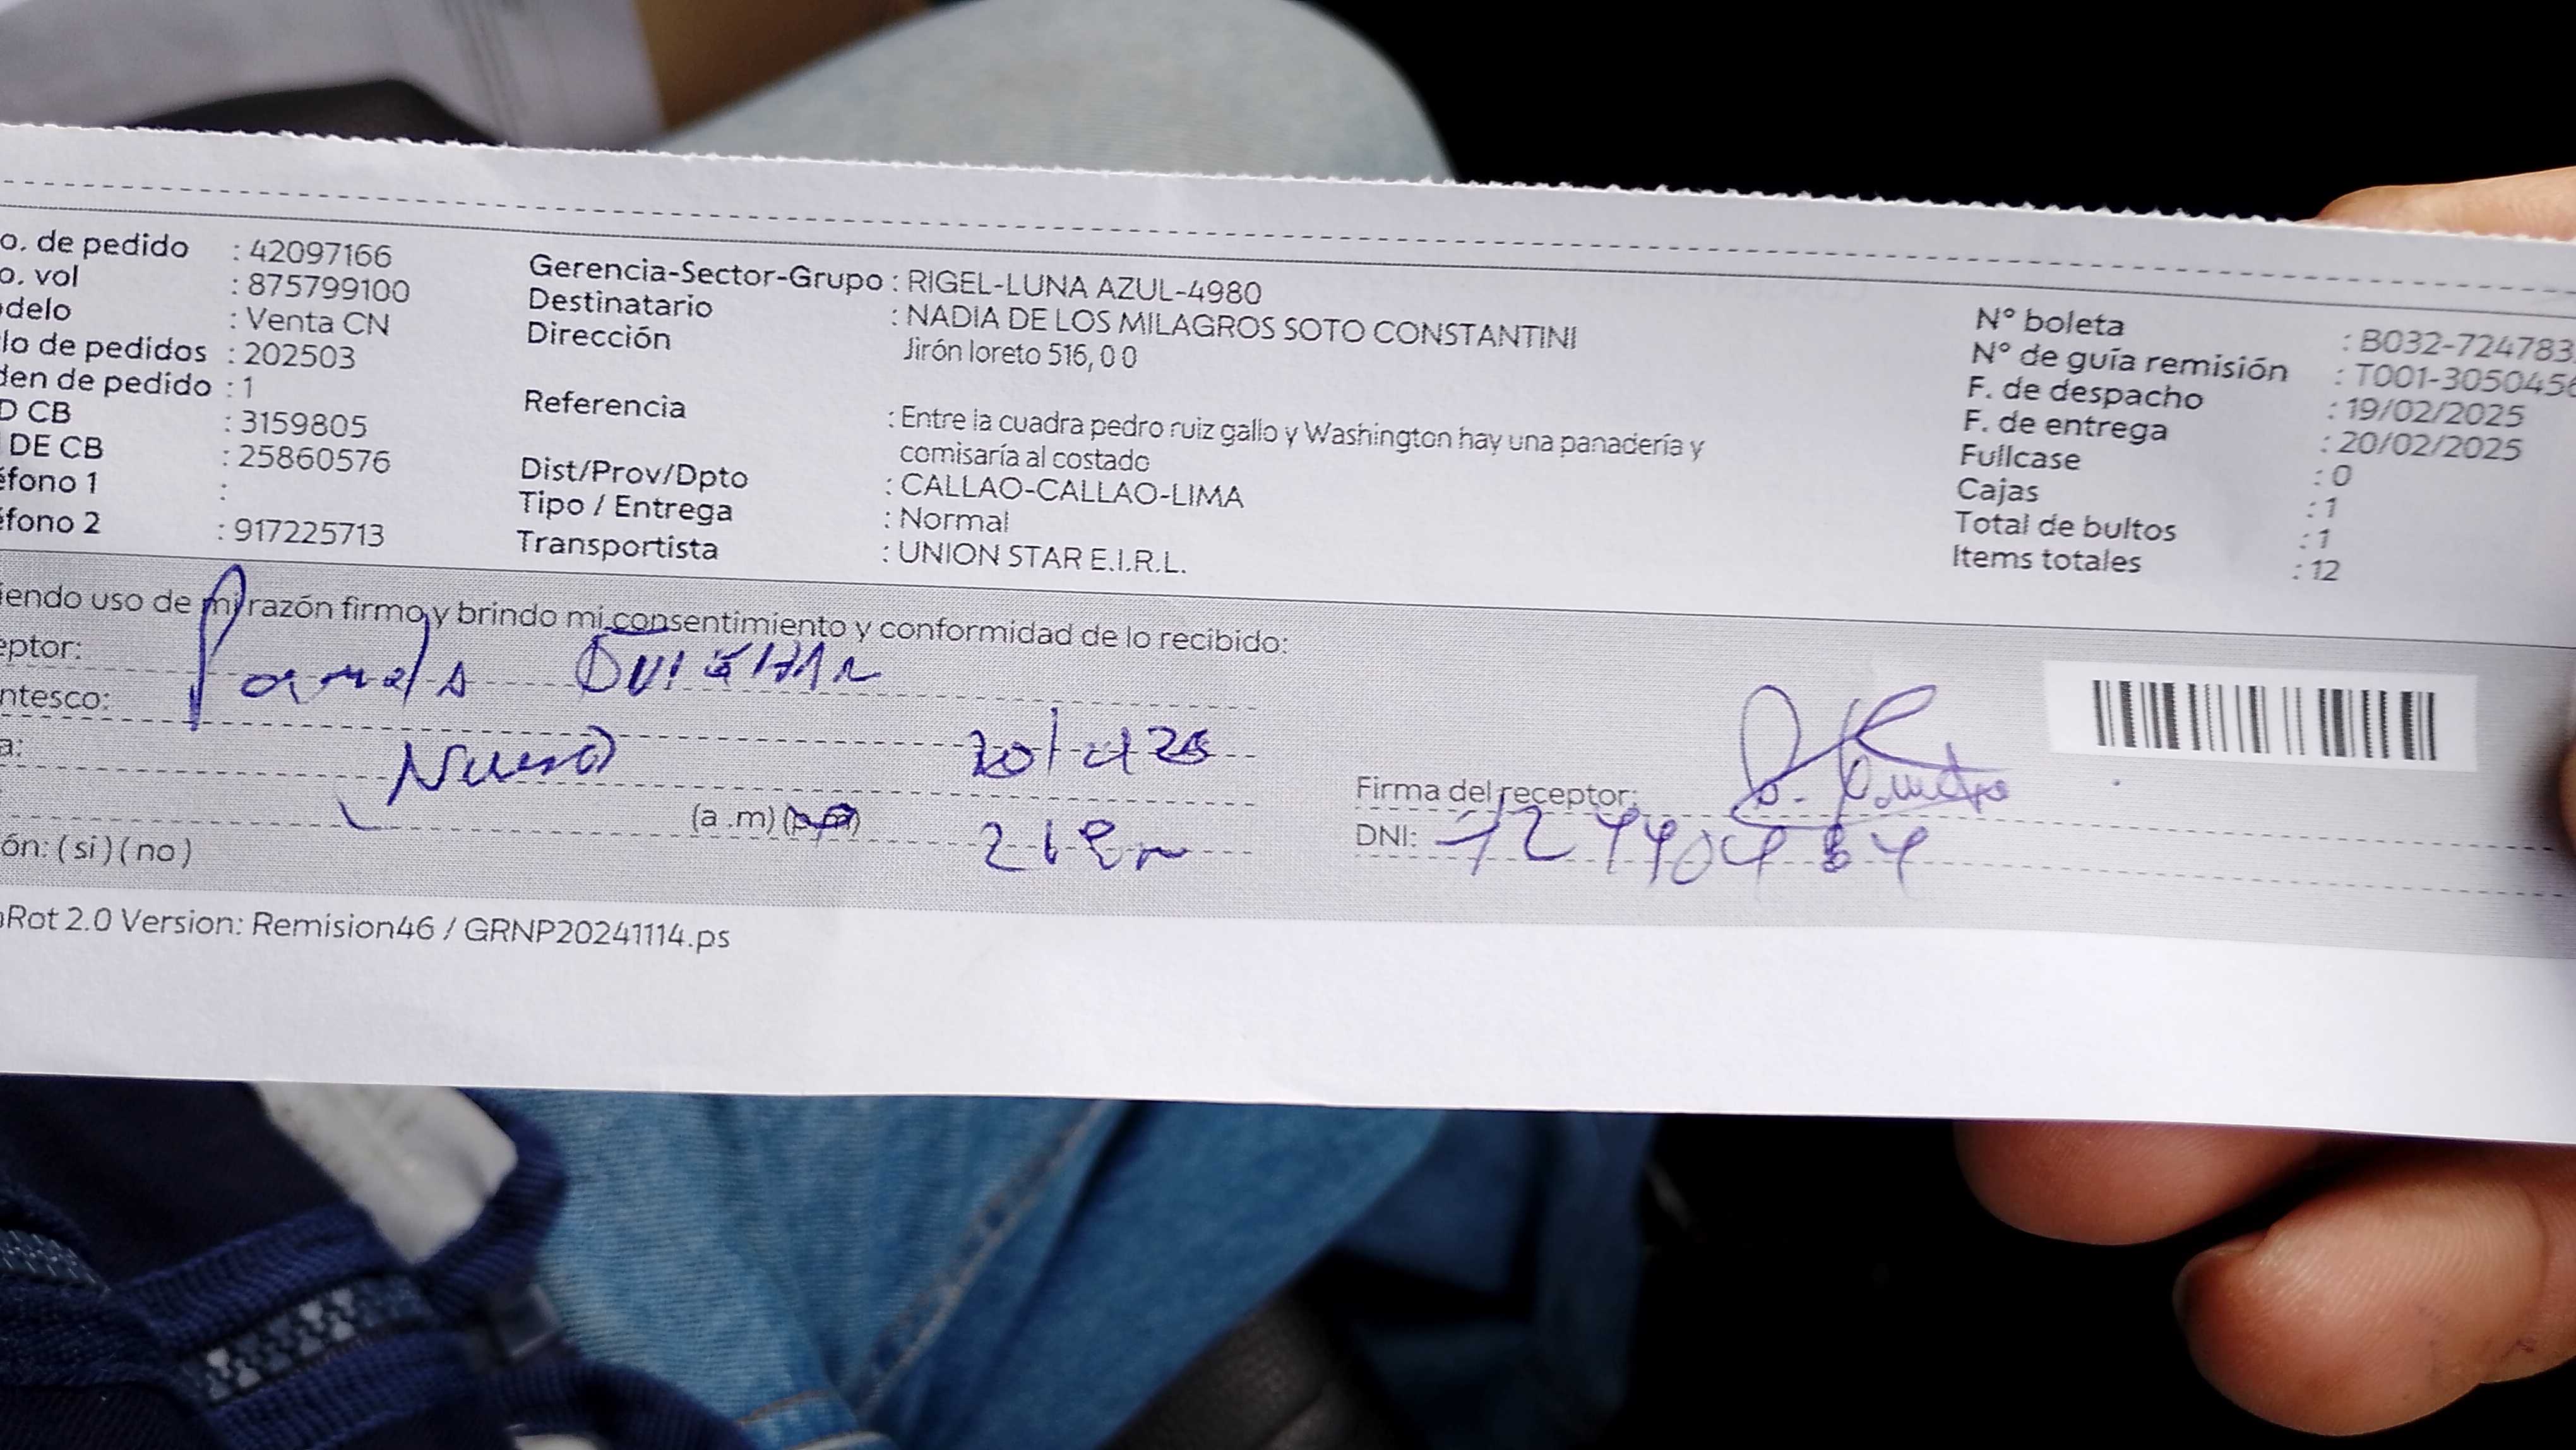 o. de pedido : 42097166
o. vol : 875799100
delo : Venta CN
lo de pedidos : 202503
den de pedido : 1
D CB : 3159805
DE CB : 25860576
éfono 1 :
éfono 2 : 917225713
Gerencia-Sector-Grupo : RIGEL-LUNA AZUL-4980
Destinatario : NADIA DE LOS MILAGROS SOTO CONSTANTINI
Dirección Jirón loreto 516, 0 0
Referencia : Entre la cuadra pedro ruiz gallo y Washington hay una panadería y
comisaría al costado
Dist/Prov/Dpto : CALLAO-CALLAO-LIMA
Tipo / Entrega : Normal
Transportista : UNION STAR E.I.R.L.
N° boleta : B032-724783
N° de guía remisión : T001-3050456
F. de despacho : 19/02/2025
F. de entrega : 20/02/2025
Fullcase : 0
Cajas : 1
Total de bultos : 1
Items totales : 12
iendo uso de mi razón firmo y brindo mi consentimiento y conformidad de lo recibido:
eptor: Pamela
ntesco:
a:
(a .m) (p.m)
ón: ( si ) ( no )
Firma del receptor:
DNI:
Rot 2.0 Version: Remision46 / GRNP20241114.ps